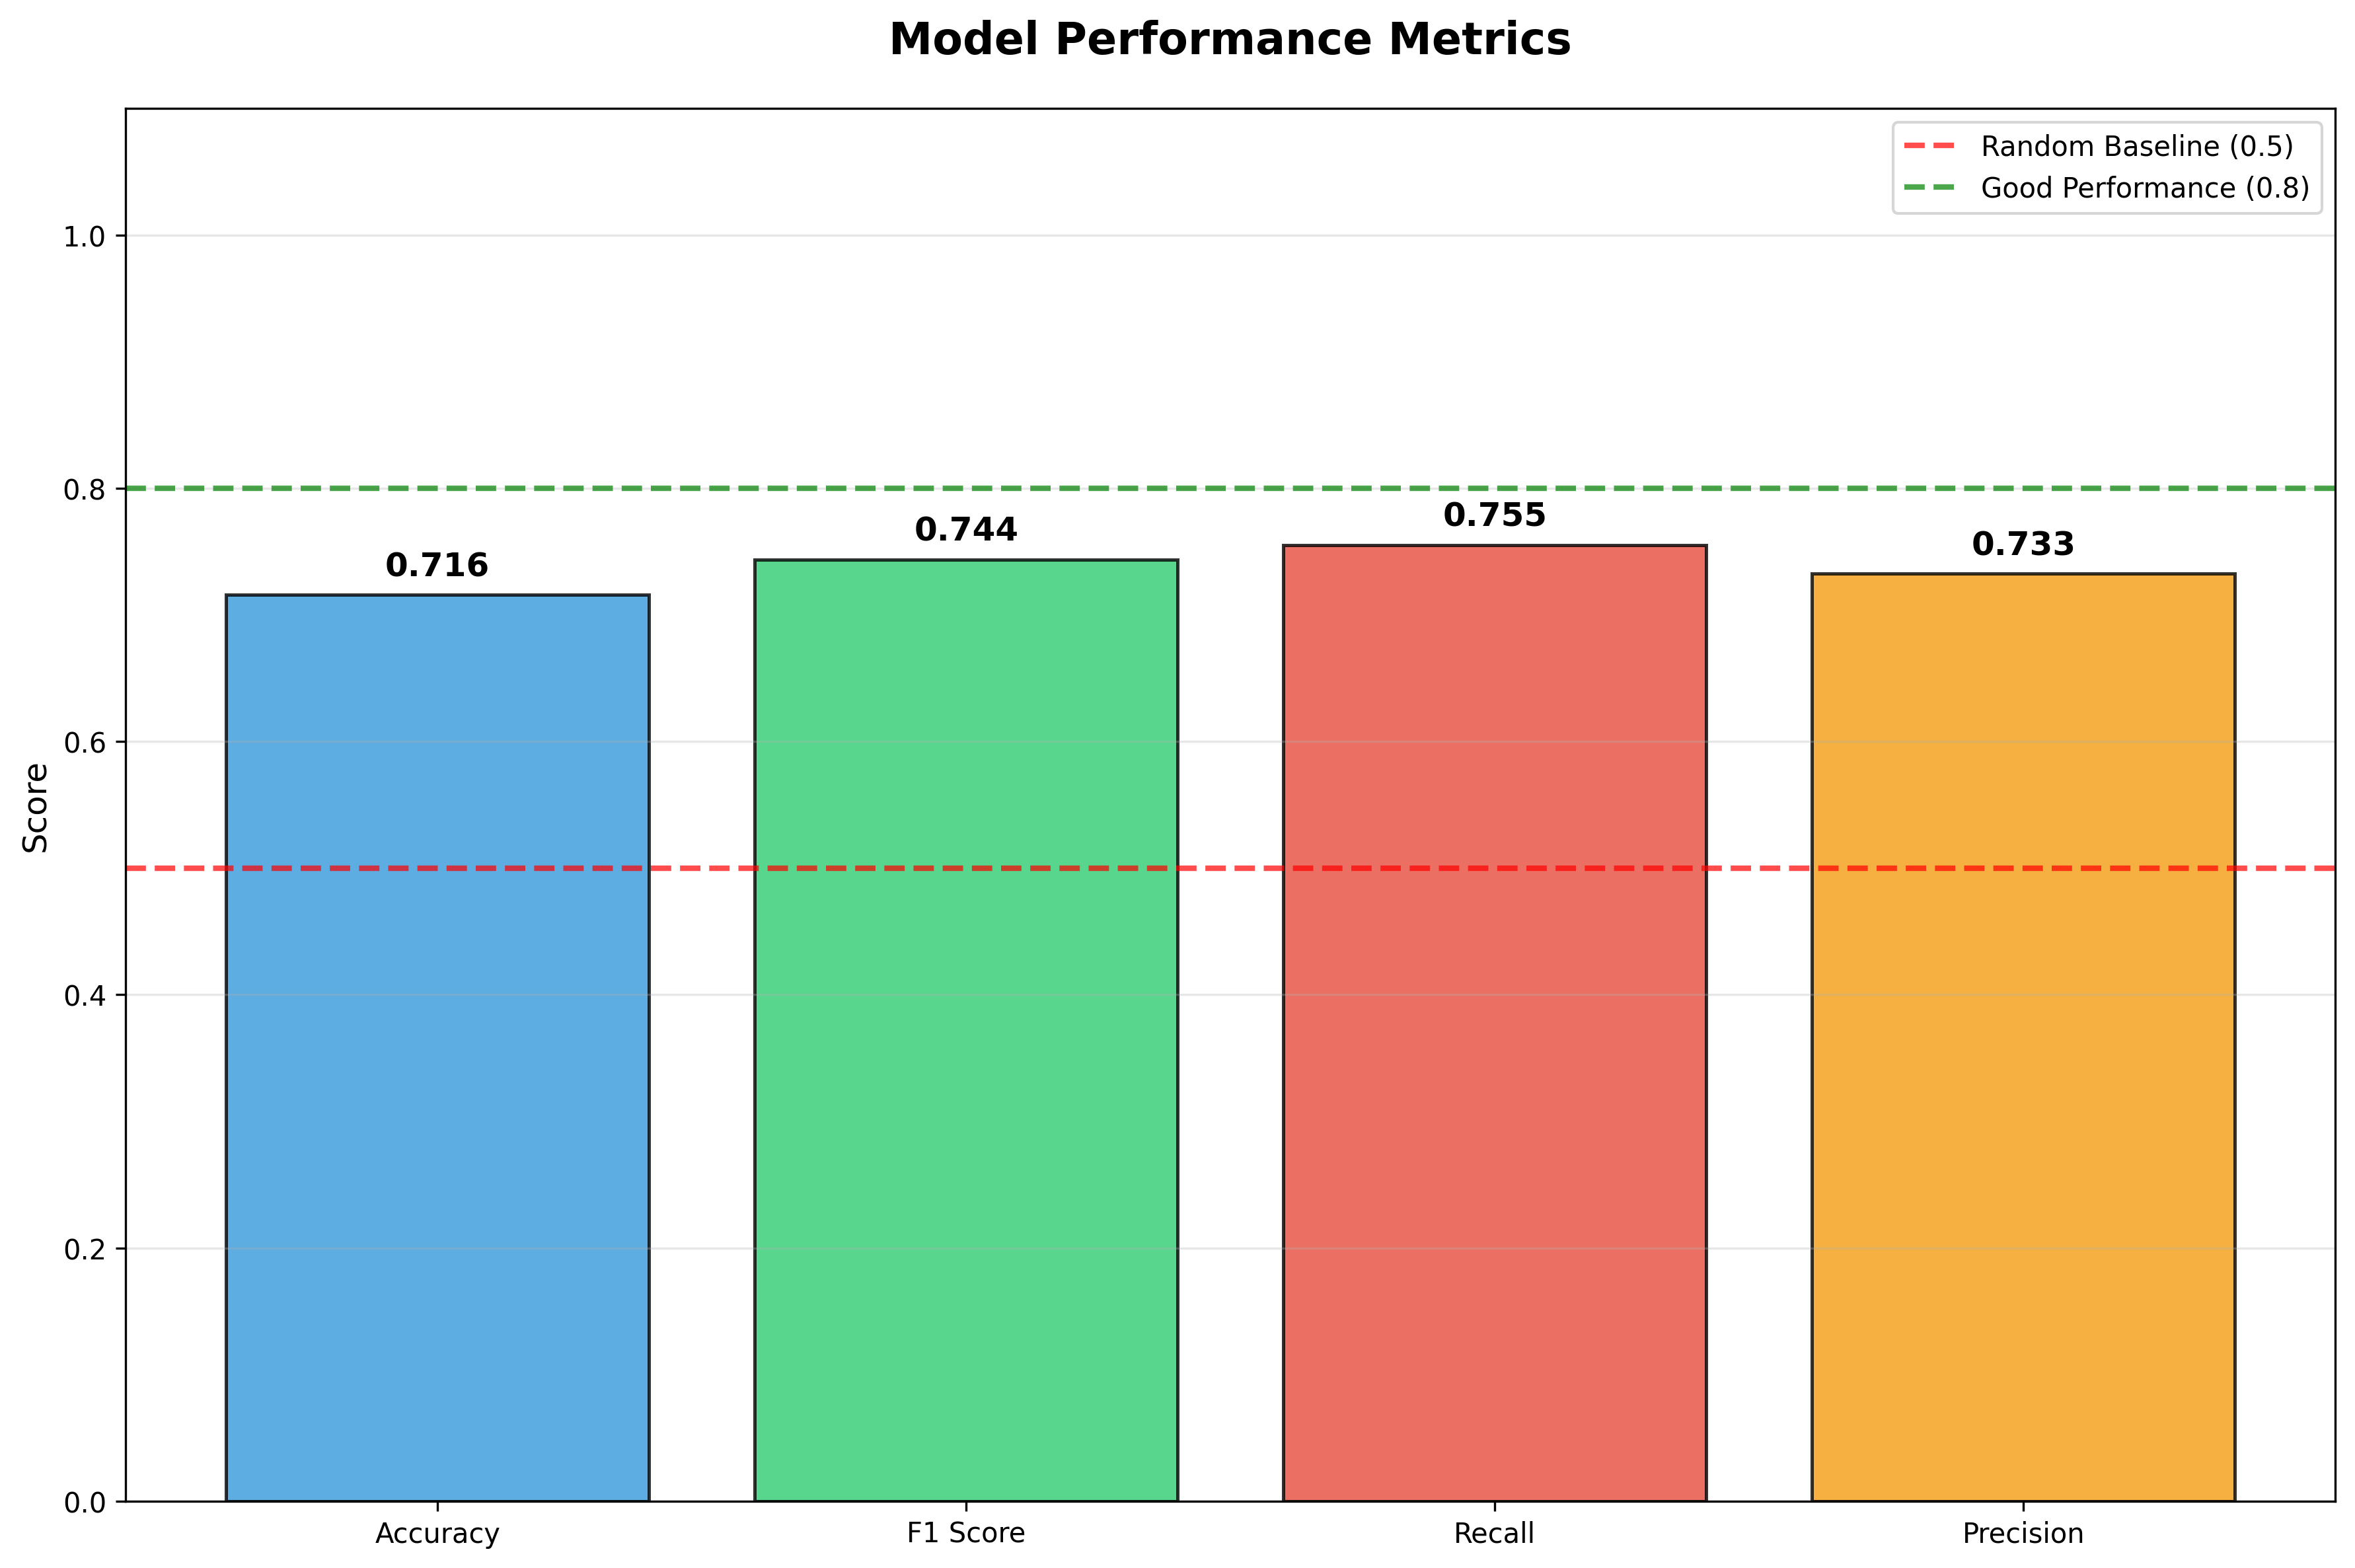 Model Performance Metrics
Random Baseline (0.5)
Good Performance (0.8)
Score
1.0
0.8
0.6
0.4
0.2
0.0
0.716
0.744
0.755
0.733
Accuracy
F1 Score
Recall
Precision